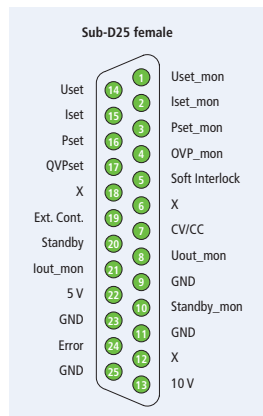 Sub-D25 female
1 Uset_mon
Uset 14
2 Iset_mon
Iset 15
3 Pset_mon
Pset 16
4 OVP_mon
QVPset 17
5 Soft Interlock
X 18
6 X
Ext. Cont. 19
7 CV/CC
Standby 20
8 Uout_mon
Iout_mon 21
9 GND
5 V 22
10 Standby_mon
GND 23
11 GND
Error 24
12 X
GND 25
13 10 V